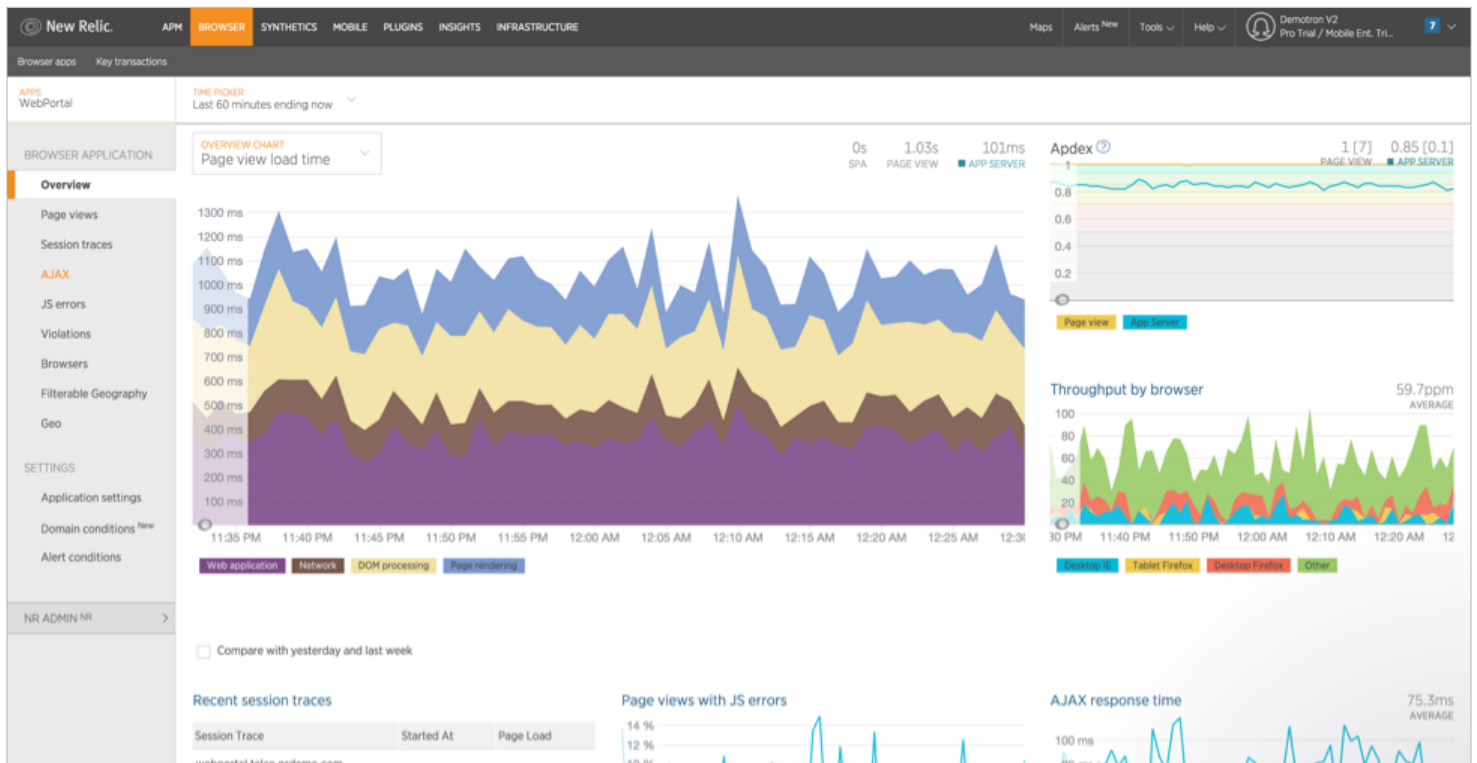 New Relic. APM BROWSER SYNTHETICS MOBILE PLUGINS INSIGHTS INFRASTRUCTURE Maps Alerts New Tools Help Demotron V2 7
Pro Trial / Mobile Ent. Tri...
Browser apps Key transactions
APPS
WebPortal
TIME PICKER
Last 60 minutes ending now
BROWSER APPLICATION
Overview
Page views
Session traces
AJAX
JS errors
Violations
Browsers
Filterable Geography
Geo
SETTINGS
Application settings
Domain conditions New
Alert conditions
NR ADMIN NR
OVERVIEW CHART
Page view load time
0s 1.03s 101ms
SPA PAGE VIEW APP SERVER
1300 ms
1200 ms
1100 ms
1000 ms
900 ms
800 ms
700 ms
600 ms
500 ms
400 ms
300 ms
200 ms
100 ms
11:35 PM 11:40 PM 11:45 PM 11:50 PM 11:55 PM 12:00 AM 12:05 AM 12:10 AM 12:15 AM 12:20 AM 12:25 AM 12:30
Web application Network DOM processing Page rendering
Compare with yesterday and last week
Apdex ? 1 [7] 0.85 [0.1]
PAGE VIEW APP SERVER
1
0.8
0.6
0.4
0.2
Page view App Server
Throughput by browser 59.7ppm
AVERAGE
100
80
60
40
20
30 PM 11:40 PM 11:50 PM 12:00 AM 12:10 AM 12:20 AM 12
Desktop IE Tablet Firefox Desktop Firefox Other
Recent session traces
Session Trace Started At Page Load
Page views with JS errors
14 %
12 %
AJAX response time 75.3ms
AVERAGE
100 ms